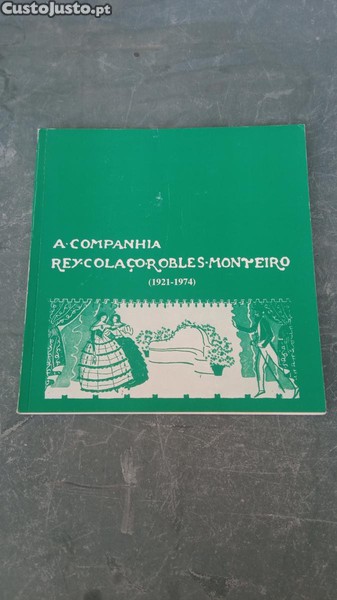 CustoJusto.pt
A·COMPANHIA
REY·COLAÇO·ROBLES·MONTEIRO
(1921-1974)